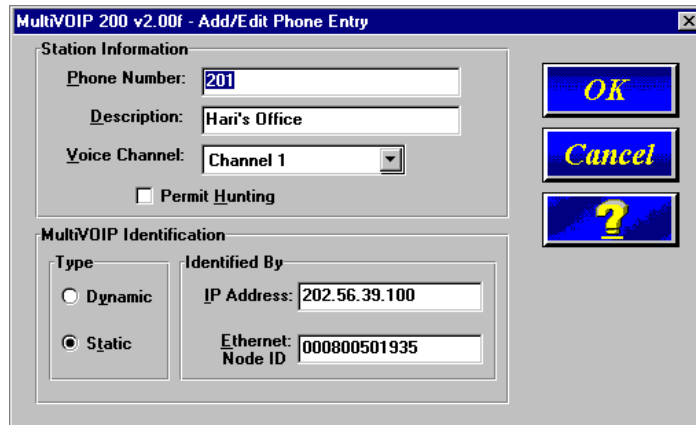 MultiVOIP 200 v2.00f - Add/Edit Phone Entry
Station Information
Phone Number: 201
Description: Hari's Office
Voice Channel: Channel 1
Permit Hunting
OK
Cancel
?
MultiVOIP Identification
Type
Dynamic
Static
Identified By
IP Address: 202.56.39.100
Ethernet: 000800501935
Node ID